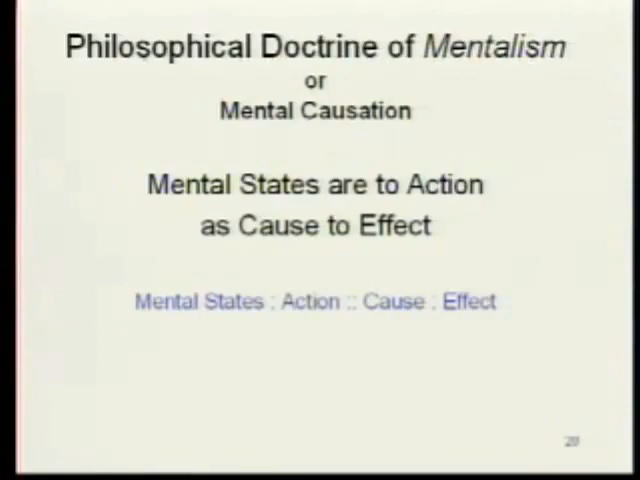 Philosophical Doctrine of Mentalism
or
Mental Causation
Mental States are to Action
as Cause to Effect
Mental States : Action :: Cause : Effect